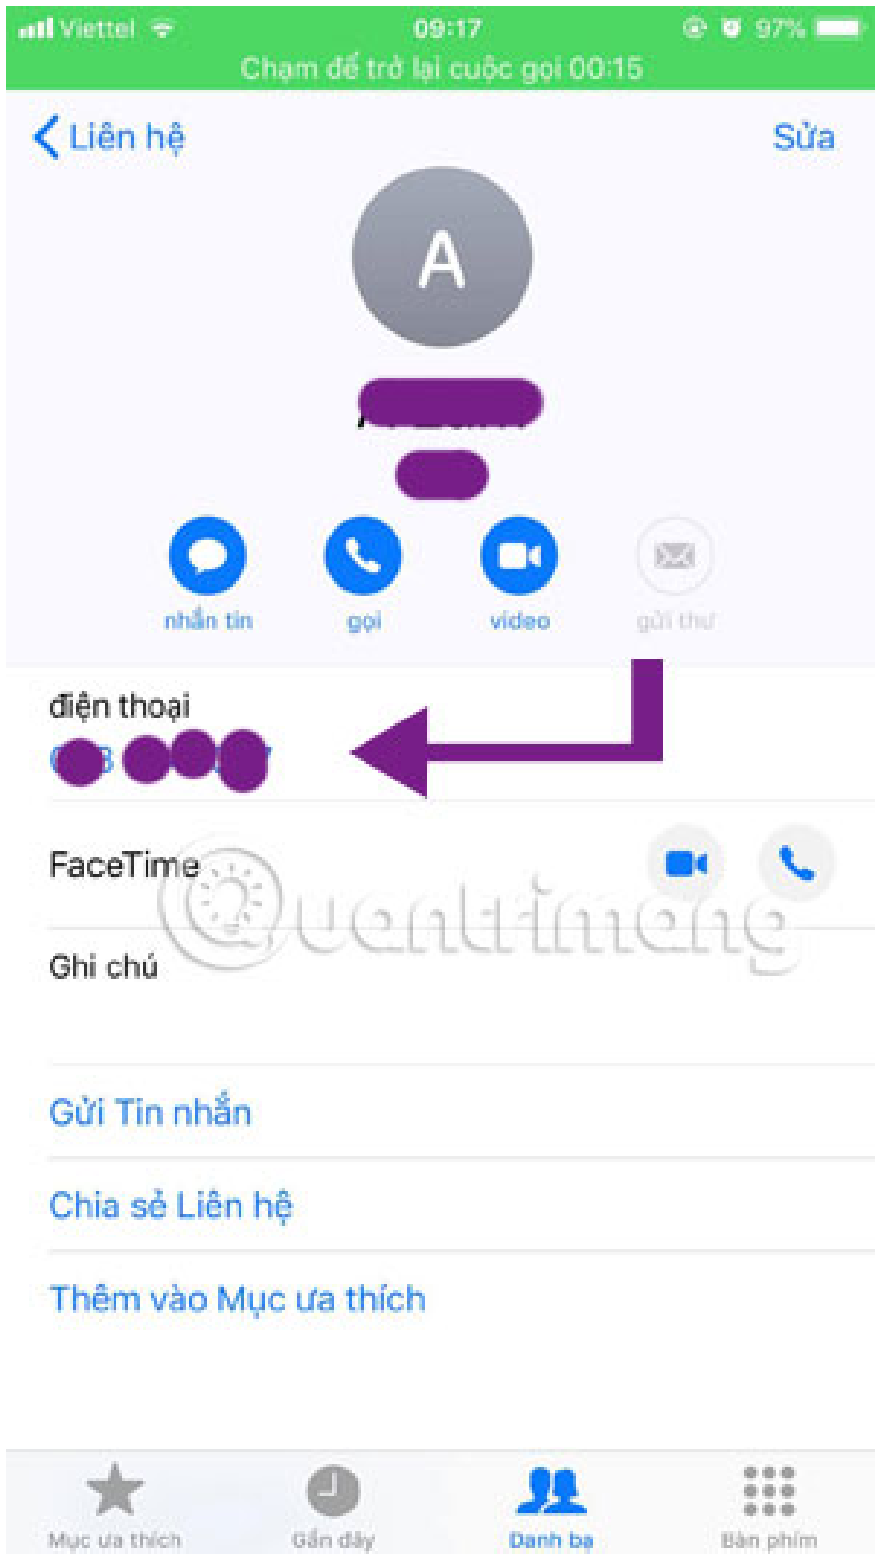 Viettel 09:17 97%
Chạm để trở lại cuộc gọi 00:15
Liên hệ Sửa
A
nhắn tin gọi video gửi thư
điện thoại
FaceTime
Quantrimang
Ghi chú
Gửi Tin nhắn
Chia sẻ Liên hệ
Thêm vào Mục ưa thích
Mục ưa thích Gần đây Danh bạ Bàn phím